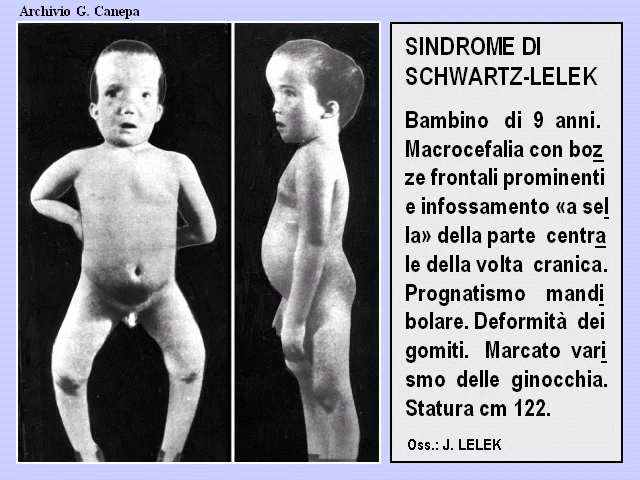 Archivio G. Canepa
SINDROME DI
SCHWARTZ-LELEK
Bambino di 9 anni.
Macrocefalia con boz
ze frontali prominenti
e infossamento «a sel
la» della parte centra
le della volta cranica.
Prognatismo mandi
bolare. Deformità dei
gomiti. Marcato vari
smo delle ginocchia.
Statura cm 122.
Oss.: J. LELEK